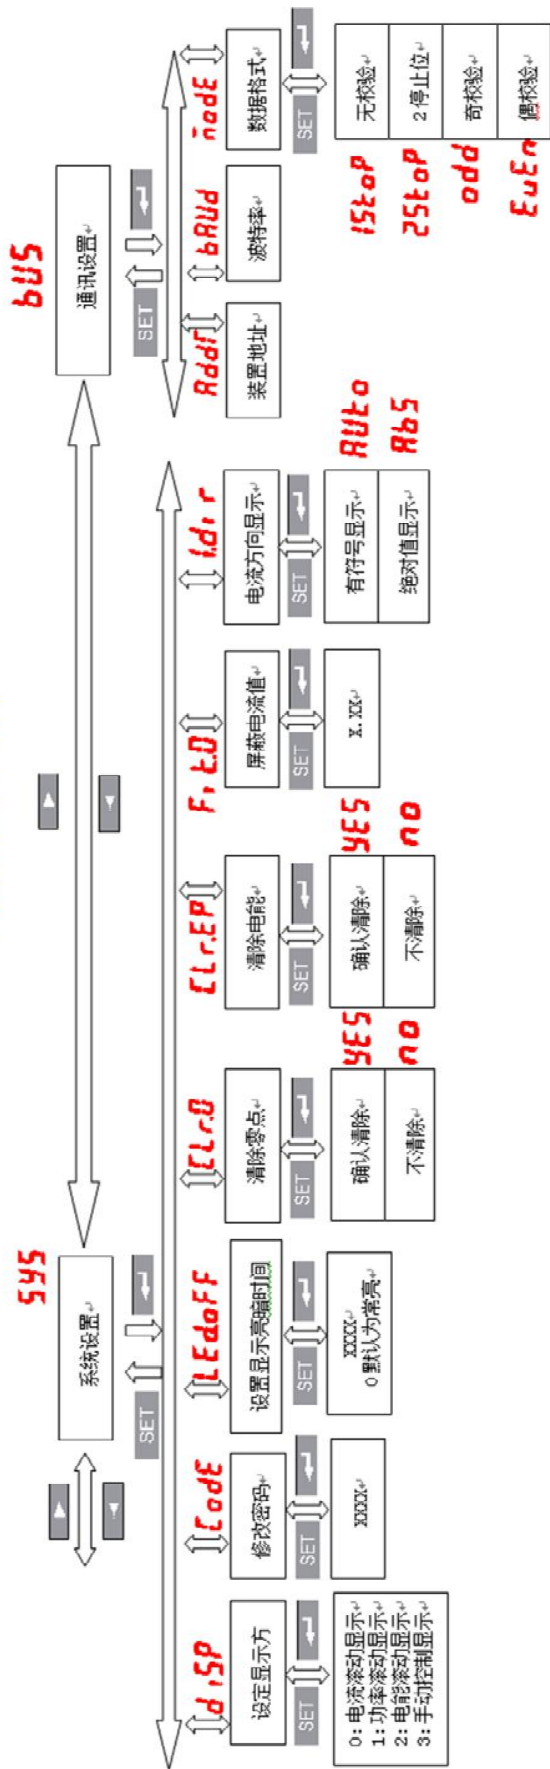 SYS
系统设置
SET
diSP
设定显示方
SET
0: 电流滚动显示
1: 功率滚动显示
2: 电能滚动显示
3: 手动控制显示
CodE
修改密码
SET
XXXX
LEdoFF
设置显示亮暗时间
SET
XXXX
0 默认为常亮
CLr.0
清除零点
SET
确认清除
YES
不清除
no
CLr.EP
清除电能
SET
确认清除
YES
不清除
no
Fit.0
屏蔽电流值
SET
X.XX
I.dir
电流方向显示
SET
有符号显示
AUto
绝对值显示
AbS
bUS
通讯设置
SET
Addr
装置地址
bAUd
波特率
modE
数据格式
SET
1StoP
无校验
2StoP
2 停止位
odd
奇校验
EuEn
偶校验